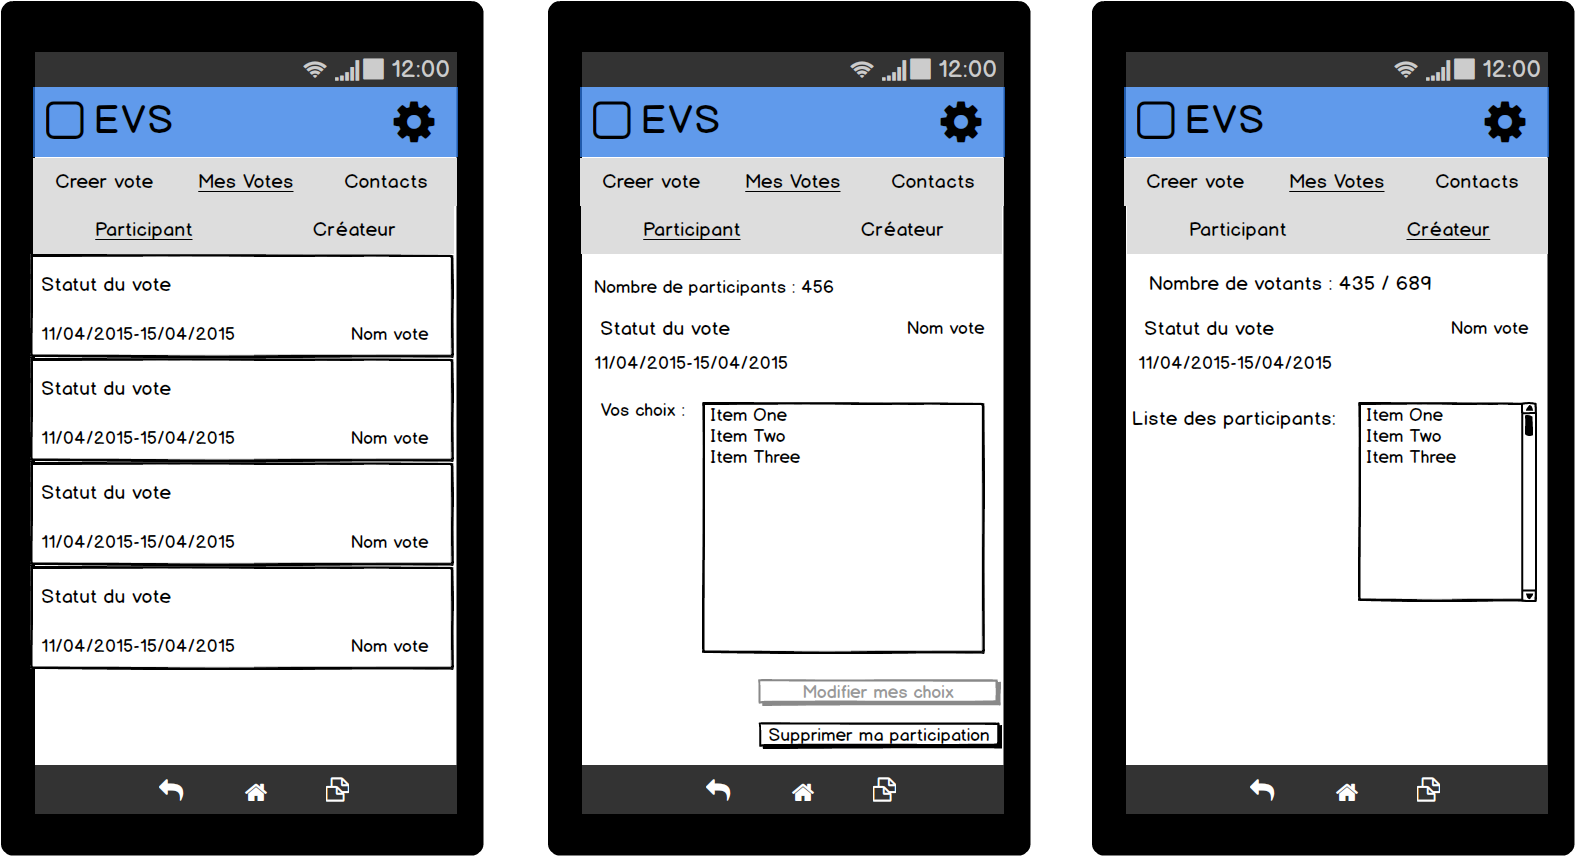 12:00
EVS
Creer vote Mes Votes Contacts
Participant Créateur
Statut du vote
11/04/2015-15/04/2015 Nom vote
Statut du vote
11/04/2015-15/04/2015 Nom vote
Statut du vote
11/04/2015-15/04/2015 Nom vote
Statut du vote
11/04/2015-15/04/2015 Nom vote
12:00
EVS
Creer vote Mes Votes Contacts
Participant Créateur
Nombre de participants : 456
Statut du vote Nom vote
11/04/2015-15/04/2015
Vos choix :
Item One
Item Two
Item Three
Modifier mes choix
Supprimer ma participation
12:00
EVS
Creer vote Mes Votes Contacts
Participant Créateur
Nombre de votants : 435 / 689
Statut du vote Nom vote
11/04/2015-15/04/2015
Liste des participants:
Item One
Item Two
Item Three